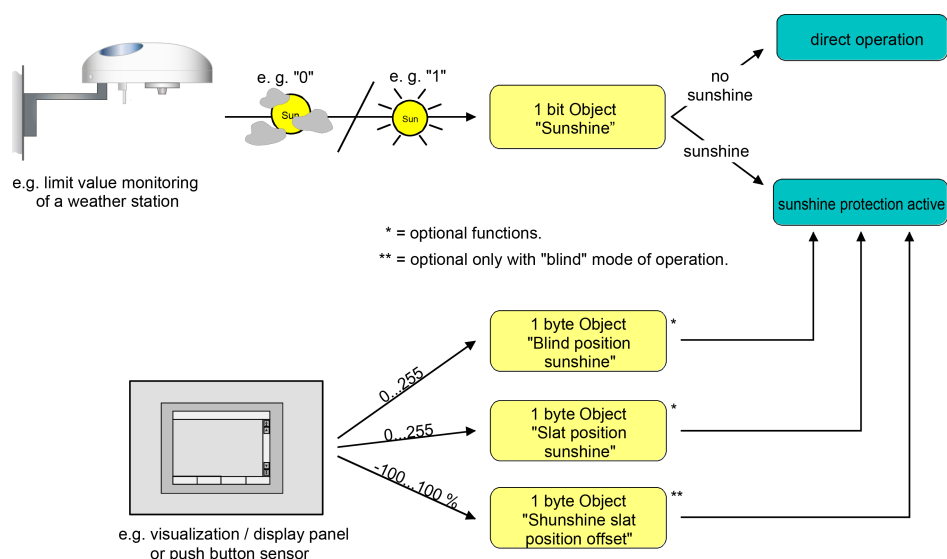 direct operation
e. g. "0"
e. g. "1"
no
sunshine
1 bit Object
"Sunshine”
Sun
Sun
sunshine
e.g. limit value monitoring
of a weather station
sunshine protection active
* = optional functions.
** = optional only with "blind" mode of operation.
1 byte Object
"Blind position
sunshine"
*
0...255
1 byte Object
"Slat position
sunshine"
*
0...255
-100...100 %
1 byte Object
"Shunshine slat
position offset"
**
e.g. visualization / display panel
or push button sensor